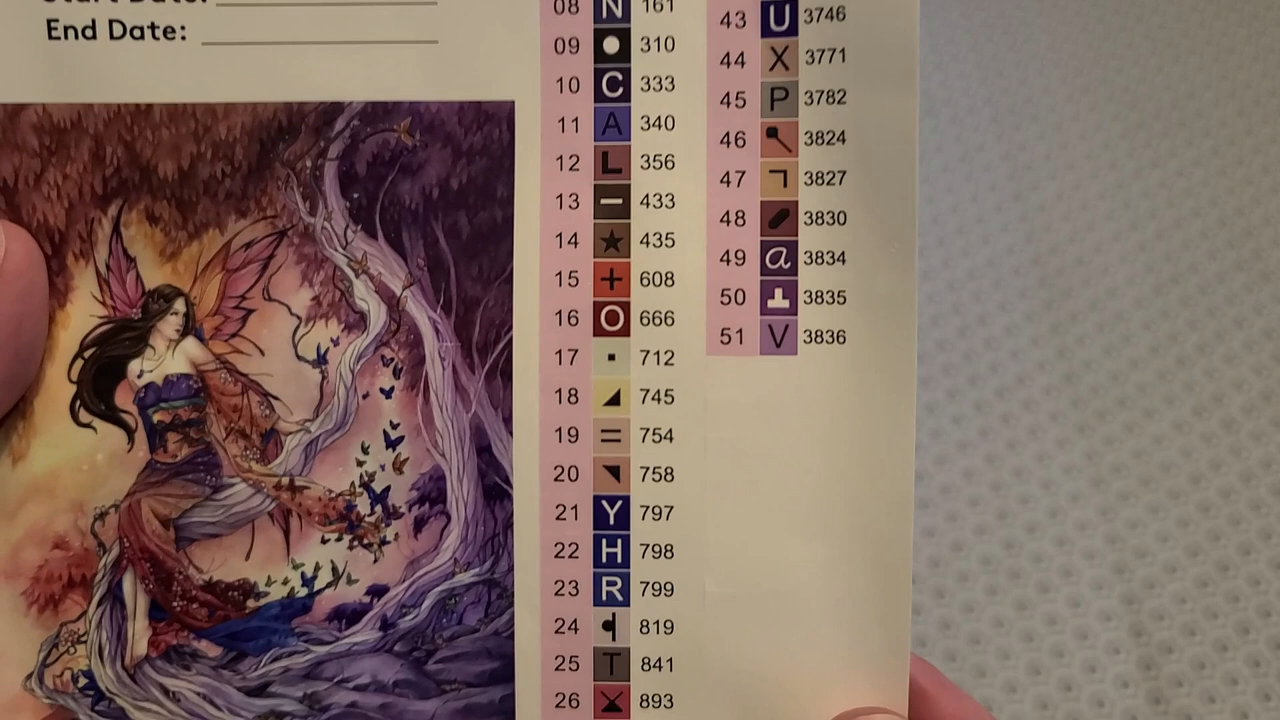 Start Date:
End Date:
08 N 161
09 310
10 C 333
11 A 340
12 L 356
13 433
14 ★ 435
15 + 608
16 O 666
17 712
18 745
19 = 754
20 758
21 Y 797
22 H 798
23 R 799
24 819
25 T 841
26 893
43 U 3746
44 X 3771
45 P 3782
46 3824
47 3827
48 3830
49 a 3834
50 3835
51 V 3836